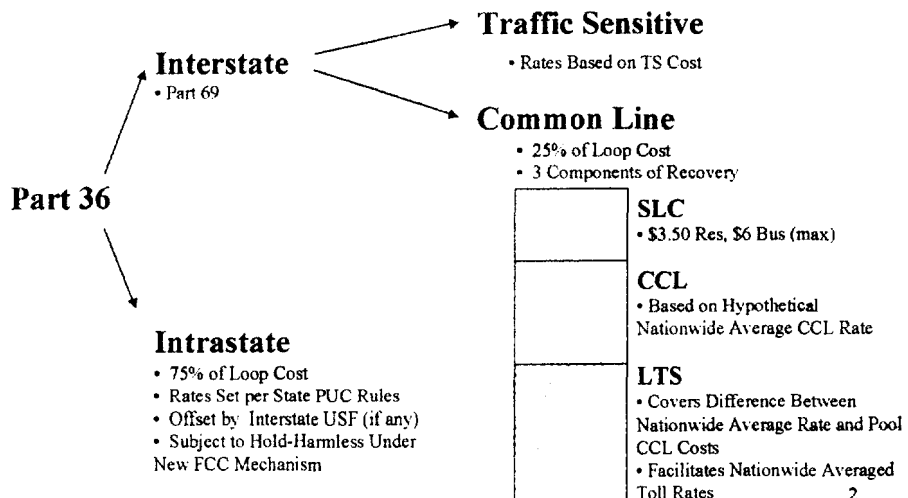 Traffic Sensitive
• Rates Based on TS Cost
Interstate
• Part 69
Common Line
• 25% of Loop Cost
• 3 Components of Recovery
Part 36
SLC
• $3.50 Res, $6 Bus (max)
CCL
• Based on Hypothetical
Nationwide Average CCL Rate
Intrastate
• 75% of Loop Cost
• Rates Set per State PUC Rules
• Offset by Interstate USF (if any)
• Subject to Hold-Harmless Under
New FCC Mechanism
LTS
• Covers Difference Between
Nationwide Average Rate and Pool
CCL Costs
• Facilitates Nationwide Averaged
Toll Rates
2